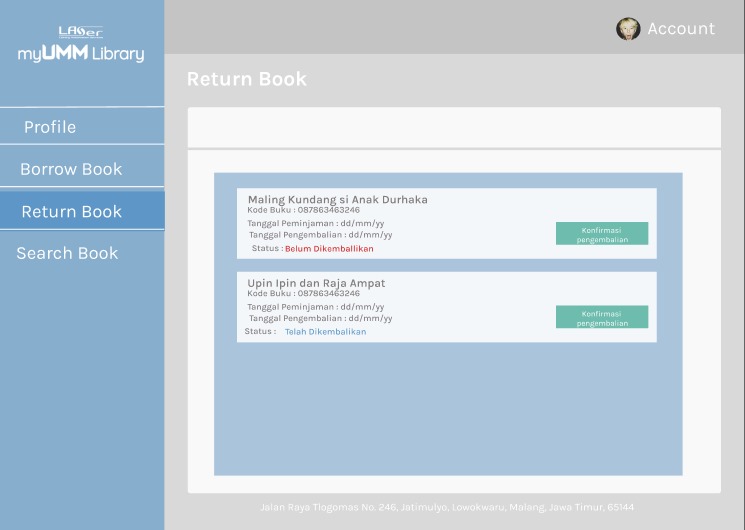 LASer
myUMM Library
Account
Return Book
Profile
Borrow Book
Return Book
Search Book
Maling Kundang si Anak Durhaka
Kode Buku : 087863463246
Tanggal Peminjaman : dd/mm/yy
Tanggal Pengembalian : dd/mm/yy
Status : Belum Dikemballikan
Konfirmasi
pengembalian
Upin Ipin dan Raja Ampat
Kode Buku : 087863463246
Tanggal Peminjaman : dd/mm/yy
Tanggal Pengembalian : dd/mm/yy
Status : Telah Dikembalikan
Konfirmasi
pengembalian
Jalan Raya Tlogomas No. 246, Jatimulyo, Lowokwaru, Malang, Jawa Timur, 65144